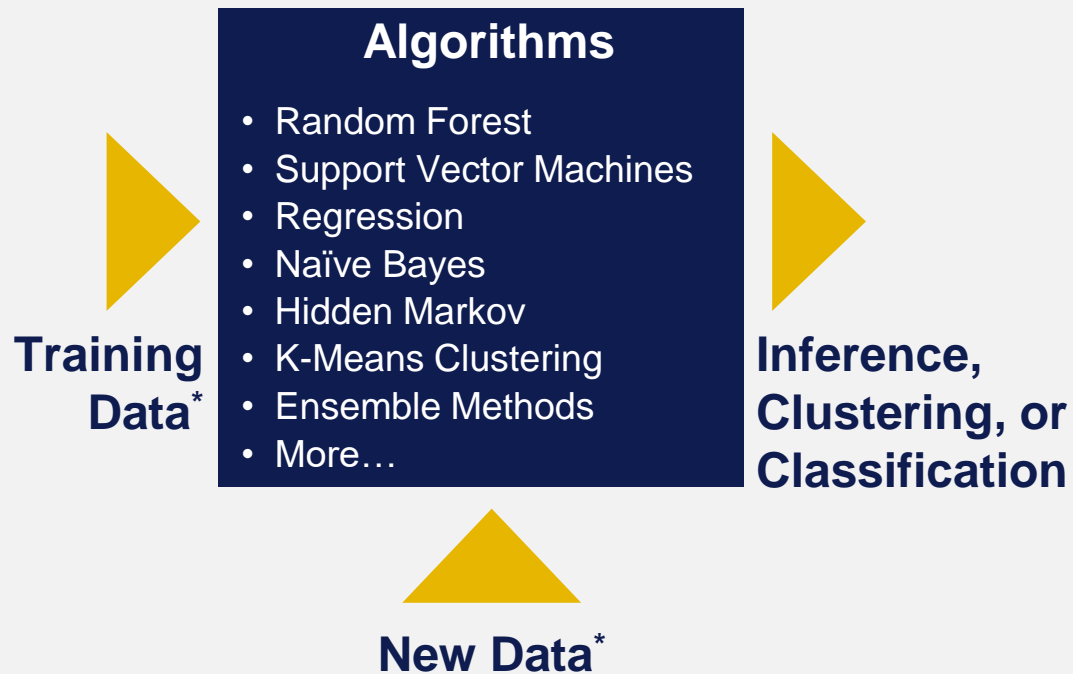 Algorithms
• Random Forest
• Support Vector Machines
• Regression
• Naïve Bayes
• Hidden Markov
• K-Means Clustering
• Ensemble Methods
• More…
Training
Data*
Inference,
Clustering, or
Classification
New Data*